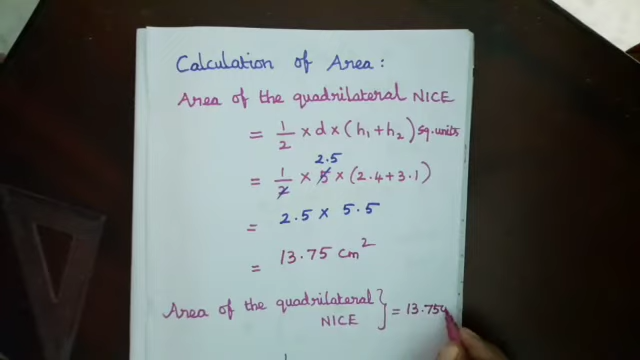 Calculation of Area:
Area of the quadrilateral NICE
= 1/2 × d × (h₁ + h₂) sq.units
2.5
= 1/2 × 5 × (2.4 + 3.1)
= 2.5 × 5.5
= 13.75 cm²
Area of the quadrilateral
NICE } = 13.75